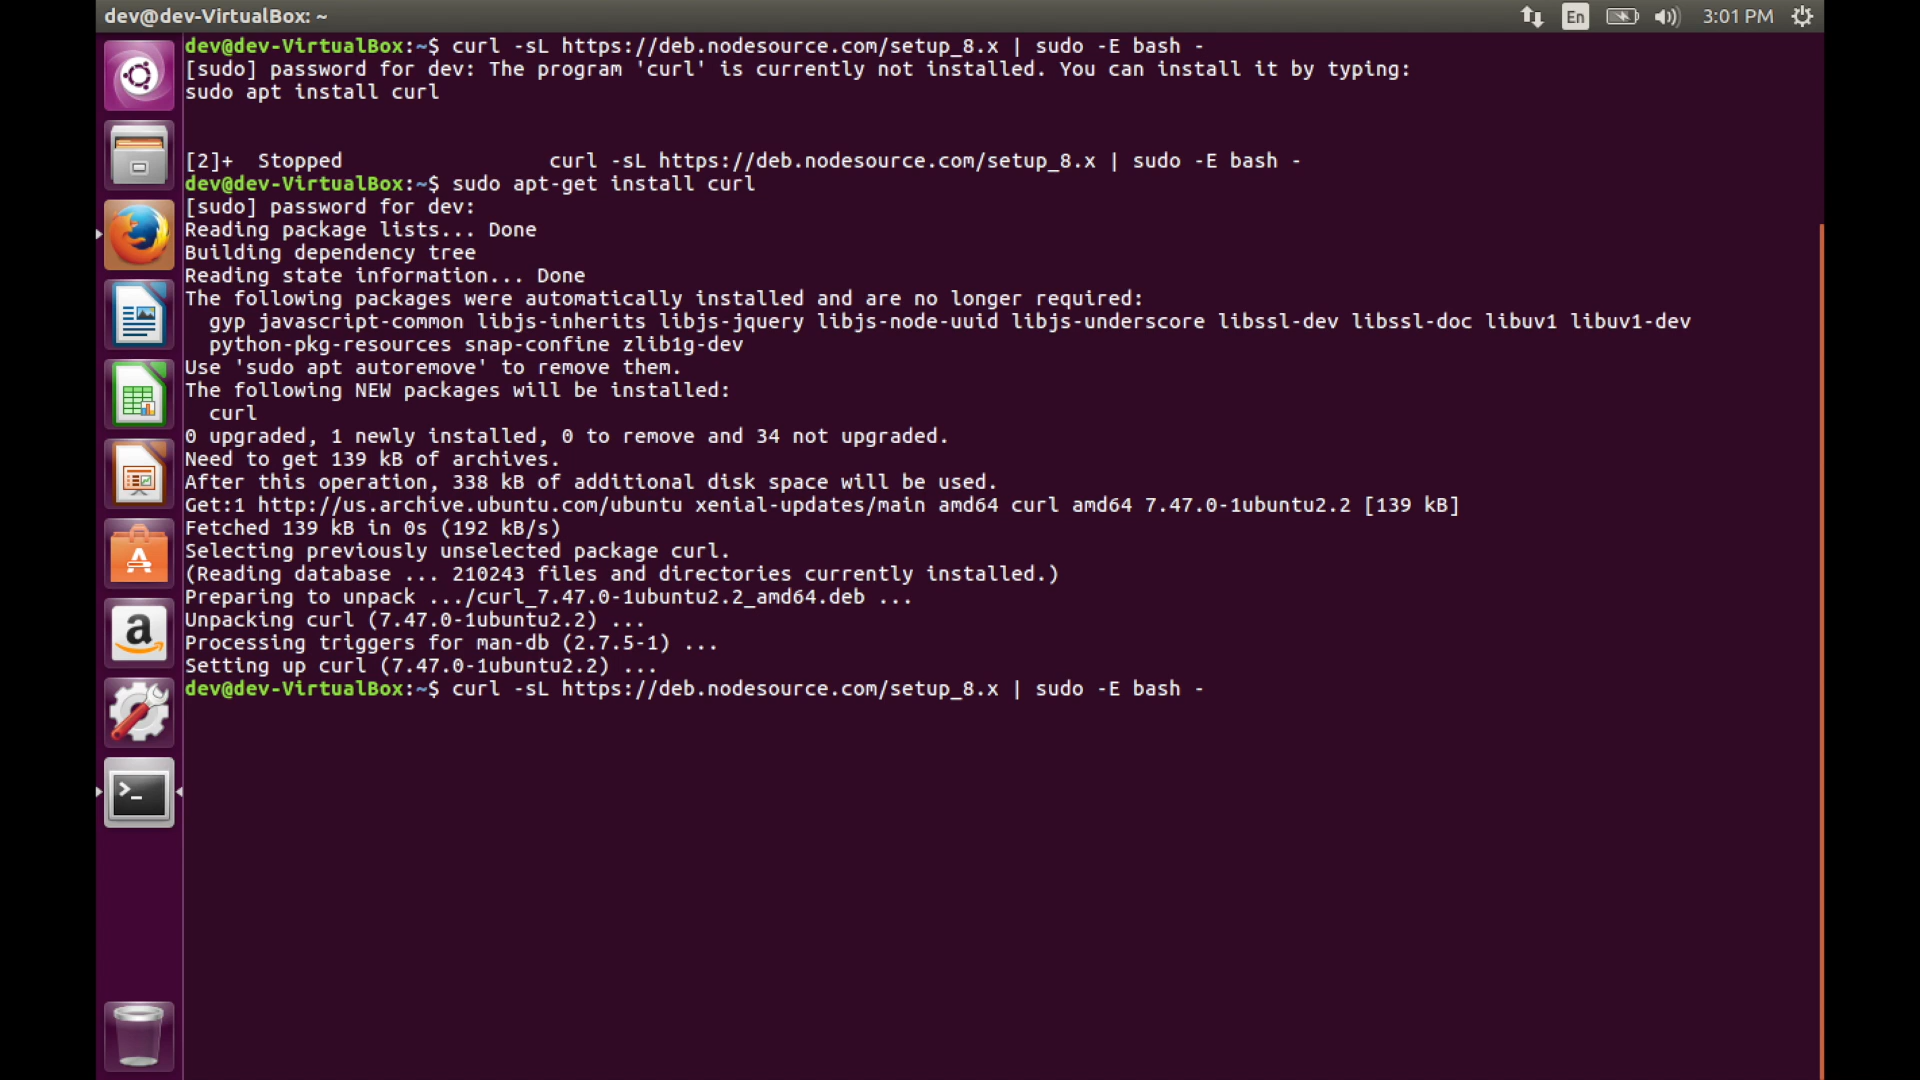 dev@dev-VirtualBox: ~
En
3:01 PM
dev@dev-VirtualBox:~$ curl -sL https://deb.nodesource.com/setup_8.x | sudo -E bash -
[sudo] password for dev: The program 'curl' is currently not installed. You can install it by typing:
sudo apt install curl
[2]+  Stopped                 curl -sL https://deb.nodesource.com/setup_8.x | sudo -E bash -
dev@dev-VirtualBox:~$ sudo apt-get install curl
[sudo] password for dev:
Reading package lists... Done
Building dependency tree
Reading state information... Done
The following packages were automatically installed and are no longer required:
  gyp javascript-common libjs-inherits libjs-jquery libjs-node-uuid libjs-underscore libssl-dev libssl-doc libuv1 libuv1-dev
  python-pkg-resources snap-confine zlib1g-dev
Use 'sudo apt autoremove' to remove them.
The following NEW packages will be installed:
  curl
0 upgraded, 1 newly installed, 0 to remove and 34 not upgraded.
Need to get 139 kB of archives.
After this operation, 338 kB of additional disk space will be used.
Get:1 http://us.archive.ubuntu.com/ubuntu xenial-updates/main amd64 curl amd64 7.47.0-1ubuntu2.2 [139 kB]
Fetched 139 kB in 0s (192 kB/s)
Selecting previously unselected package curl.
(Reading database ... 210243 files and directories currently installed.)
Preparing to unpack .../curl_7.47.0-1ubuntu2.2_amd64.deb ...
Unpacking curl (7.47.0-1ubuntu2.2) ...
Processing triggers for man-db (2.7.5-1) ...
Setting up curl (7.47.0-1ubuntu2.2) ...
dev@dev-VirtualBox:~$ curl -sL https://deb.nodesource.com/setup_8.x | sudo -E bash -